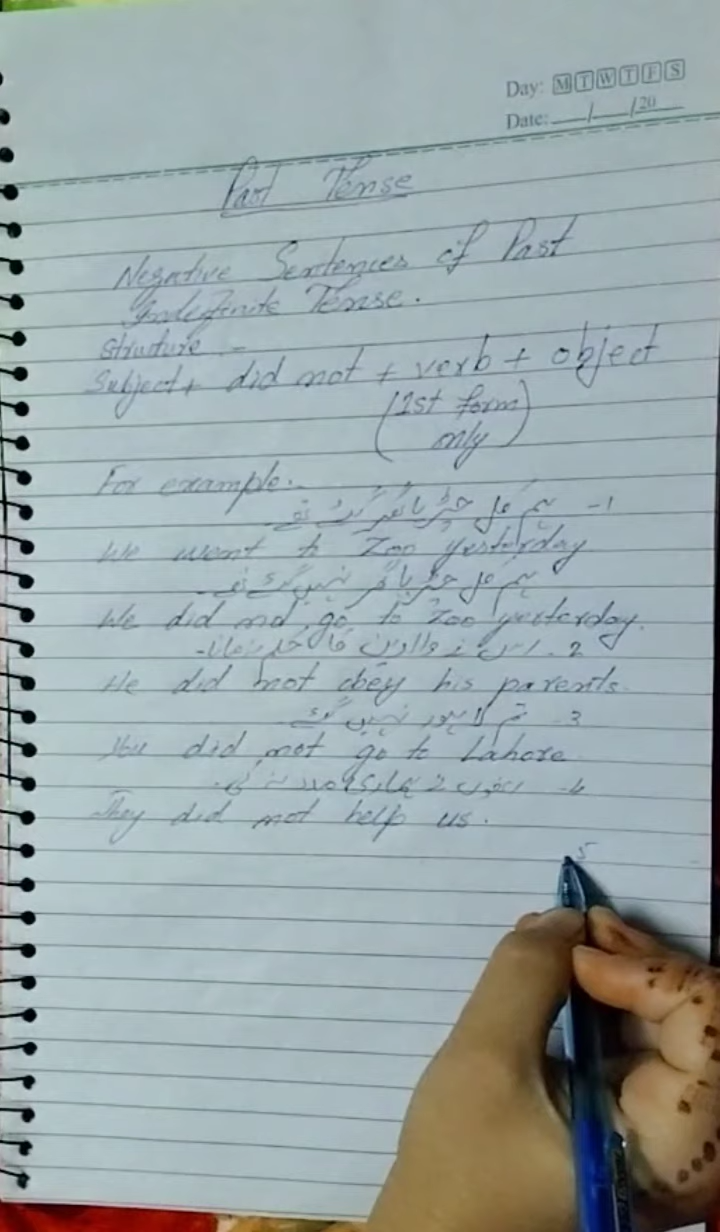 Day: M T W T F S
Date: __/__/20__
Past Tense
Negative Sentences of Past
Indefinite Tense.
Structure :-
Subject + did not + verb + object
(1st form
only)
For example:-
1- ہم کل چڑیا گھر گئے تھے۔
We went to Zoo yesterday
ہم کل چڑیا گھر نہیں گئے تھے۔
We did not go to Zoo yesterday.
2- اس نے والدین کا حکم نہ مانا۔
He did not obey his parents.
3- تم لاہور نہیں گئے۔
You did not go to Lahore
4- انہوں نے ہماری مدد نہ کی۔
They did not help us.
5